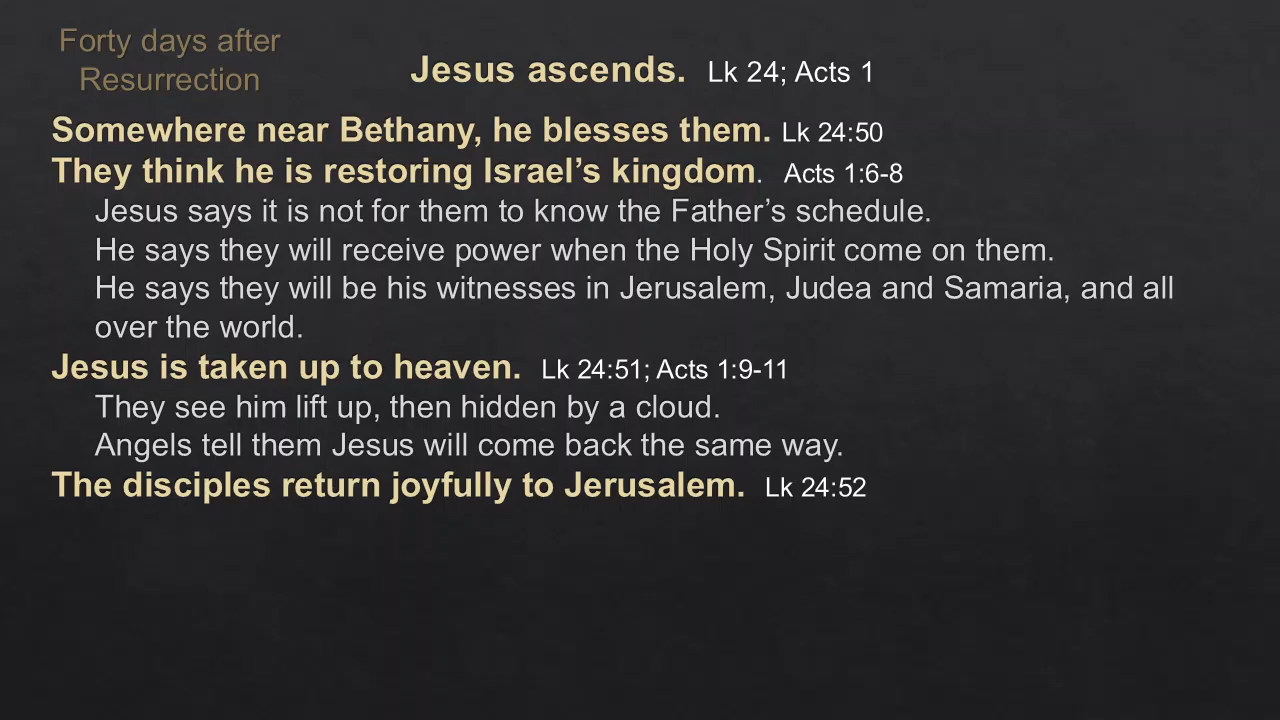 Forty days after
Resurrection
Jesus ascends. Lk 24; Acts 1
Somewhere near Bethany, he blesses them. Lk 24:50
They think he is restoring Israel’s kingdom. Acts 1:6-8
Jesus says it is not for them to know the Father’s schedule.
He says they will receive power when the Holy Spirit come on them.
He says they will be his witnesses in Jerusalem, Judea and Samaria, and all
over the world.
Jesus is taken up to heaven. Lk 24:51; Acts 1:9-11
They see him lift up, then hidden by a cloud.
Angels tell them Jesus will come back the same way.
The disciples return joyfully to Jerusalem. Lk 24:52